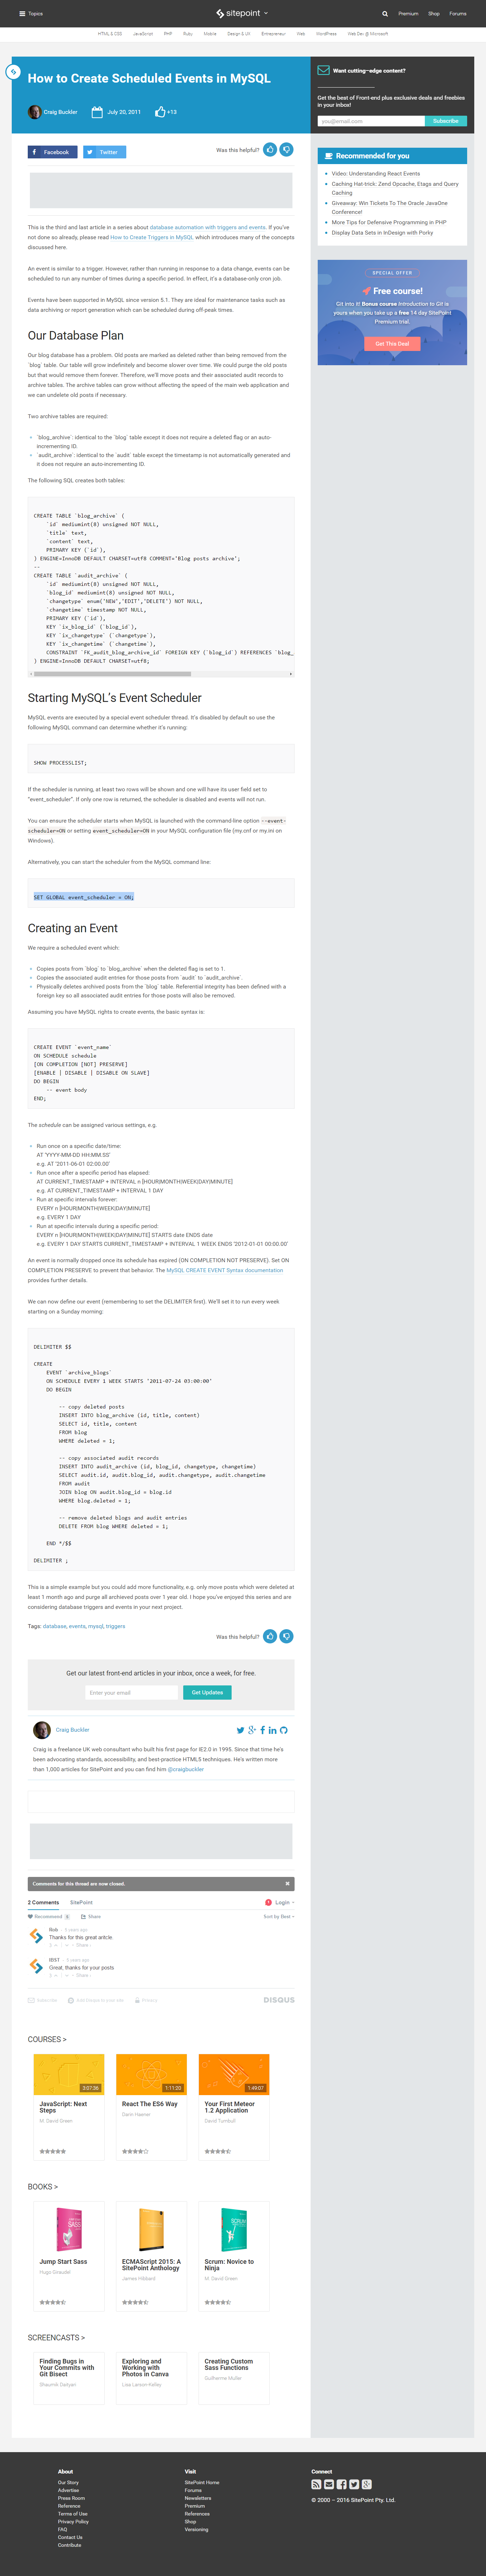 Topics
sitepoint
Premium
Shop
Forums
HTML & CSS
JavaScript
PHP
Ruby
Mobile
Design & UX
Entrepreneur
Web
WordPress
Web Dev @ Microsoft
How to Create Scheduled Events in MySQL
Craig Buckler
July 20, 2011
+13
Facebook
Twitter
Was this helpful?
This is the third and last article in a series about database automation with triggers and events. If you've
not done so already, please read How to Create Triggers in MySQL which introduces many of the concepts
discussed here.
An event is similar to a trigger. However, rather than running in response to a data change, events can be
scheduled to run any number of times during a specific period. In effect, it's a database-only cron job.
Events have been supported in MySQL since version 5.1. They are ideal for maintenance tasks such as
data archiving or report generation which can be scheduled during off-peak times.
Our Database Plan
Our blog database has a problem. Old posts are marked as deleted rather than being removed from the
`blog` table. Our table will grow indefinitely and become slower over time. We could purge the old posts
but that would remove them forever. Therefore, we'll move posts and their associated audit records to
archive tables. The archive tables can grow without affecting the speed of the main web application and
we can undelete old posts if necessary.
Two archive tables are required:
`blog_archive`: identical to the `blog` table except it does not require a deleted flag or an auto-
incrementing ID.
`audit_archive`: identical to the `audit` table except the timestamp is not automatically generated and
it does not require an auto-incrementing ID.
The following SQL creates both tables:
CREATE TABLE `blog_archive` (
`id` mediumint(8) unsigned NOT NULL,
`title` text,
`content` text,
PRIMARY KEY (`id`),
) ENGINE=InnoDB DEFAULT CHARSET=utf8 COMMENT='Blog posts archive';
--
CREATE TABLE `audit_archive` (
`id` mediumint(8) unsigned NOT NULL,
`blog_id` mediumint(8) unsigned NOT NULL,
`changetype` enum('NEW','EDIT','DELETE') NOT NULL,
`changetime` timestamp NOT NULL,
PRIMARY KEY (`id`),
KEY `ix_blog_id` (`blog_id`),
KEY `ix_changetype` (`changetype`),
KEY `ix_changetime` (`changetime`),
CONSTRAINT `FK_audit_blog_archive_id` FOREIGN KEY (`blog_id`) REFERENCES `blog_
) ENGINE=InnoDB DEFAULT CHARSET=utf8;
Starting MySQL's Event Scheduler
MySQL events are executed by a special event scheduler thread. It's disabled by default so use the
following MySQL command can determine whether it's running:
SHOW PROCESSLIST;
If the scheduler is running, at least two rows will be shown and one will have its user field set to
"event_scheduler". If only one row is returned, the scheduler is disabled and events will not run.
You can ensure the scheduler starts when MySQL is launched with the command-line option --event-
scheduler=ON or setting event_scheduler=ON in your MySQL configuration file (my.cnf or my.ini on
Windows).
Alternatively, you can start the scheduler from the MySQL command line:
SET GLOBAL event_scheduler = ON;
Creating an Event
We require a scheduled event which:
Copies posts from `blog` to `blog_archive` when the deleted flag is set to 1.
Copies the associated audit entries for those posts from `audit` to `audit_archive`.
Physically deletes archived posts from the `blog` table. Referential integrity has been defined with a
foreign key so all associated audit entries for those posts will also be removed.
Assuming you have MySQL rights to create events, the basic syntax is:
CREATE EVENT `event_name`
ON SCHEDULE schedule
[ON COMPLETION [NOT] PRESERVE]
[ENABLE | DISABLE | DISABLE ON SLAVE]
DO BEGIN
-- event body
END;
The schedule can be assigned various settings, e.g.
Run once on a specific date/time:
AT 'YYYY-MM-DD HH:MM.SS'
e.g. AT '2011-06-01 02:00.00'
Run once after a specific period has elapsed:
AT CURRENT_TIMESTAMP + INTERVAL n [HOUR|MONTH|WEEK|DAY|MINUTE]
e.g. AT CURRENT_TIMESTAMP + INTERVAL 1 DAY
Run at specific intervals forever:
EVERY n [HOUR|MONTH|WEEK|DAY|MINUTE]
e.g. EVERY 1 DAY
Run at specific intervals during a specific period:
EVERY n [HOUR|MONTH|WEEK|DAY|MINUTE] STARTS date ENDS date
e.g. EVERY 1 DAY STARTS CURRENT_TIMESTAMP + INTERVAL 1 WEEK ENDS '2012-01-01 00:00.00'
An event is normally dropped once its schedule has expired (ON COMPLETION NOT PRESERVE). Set ON
COMPLETION PRESERVE to prevent that behavior. The MySQL CREATE EVENT Syntax documentation
provides further details.
We can now define our event (remembering to set the DELIMITER first). We'll set it to run every week
starting on a Sunday morning:
DELIMITER $$
CREATE
EVENT `archive_blogs`
ON SCHEDULE EVERY 1 WEEK STARTS '2011-07-24 03:00:00'
DO BEGIN
-- copy deleted posts
INSERT INTO blog_archive (id, title, content)
SELECT id, title, content
FROM blog
WHERE deleted = 1;
-- copy associated audit records
INSERT INTO audit_archive (id, blog_id, changetype, changetime)
SELECT audit.id, audit.blog_id, audit.changetype, audit.changetime
FROM audit
JOIN blog ON audit.blog_id = blog.id
WHERE blog.deleted = 1;
-- remove deleted blogs and audit entries
DELETE FROM blog WHERE deleted = 1;
END */$$
DELIMITER ;
This is a simple example but you could add more functionality, e.g. only move posts which were deleted at
least 1 month ago and purge all archived posts over 1 year old. I hope you've enjoyed this series and are
considering database triggers and events in your next project.
Tags: database, events, mysql, triggers
Was this helpful?
Get our latest front-end articles in your inbox, once a week, for free.
Enter your email
Get Updates
Craig Buckler
Craig is a freelance UK web consultant who built his first page for IE2.0 in 1995. Since that time he's
been advocating standards, accessibility, and best-practice HTML5 techniques. He's written more
than 1,000 articles for SitePoint and you can find him @craigbuckler
Comments for this thread are now closed.
2 Comments
SitePoint
Login
Recommend
Share
Sort by Best
Rob
5 years ago
Thanks for this great aritcle.
Share
IBST
5 years ago
Great, thanks for your posts
Share
Subscribe
Add Disqus to your site
Privacy
DISQUS
COURSES >
3:07:36
JavaScript: Next
Steps
M. David Green
1:11:20
React The ES6 Way
Darin Haener
1:49:07
Your First Meteor
1.2 Application
David Turnbull
BOOKS >
Jump Start Sass
Hugo Giraudel
ECMAScript 2015: A
SitePoint Anthology
James Hibbard
Scrum: Novice to
Ninja
M. David Green
SCREENCASTS >
Finding Bugs in
Your Commits with
Git Bisect
Shaumik Daityari
Exploring and
Working with
Photos in Canva
Lisa Larson-Kelley
Creating Custom
Sass Functions
Guilherme Muller
Want cutting-edge content?
Get the best of Front-end plus exclusive deals and freebies
in your inbox!
you@email.com
Subscribe
Recommended for you
Video: Understanding React Events
Caching Hat-trick: Zend Opcache, Etags and Query
Caching
Giveaway: Win Tickets To The Oracle JavaOne
Conference!
More Tips for Defensive Programming in PHP
Display Data Sets in InDesign with Porky
SPECIAL OFFER
Free course!
Git into it! Bonus course Introduction to Git is
yours when you take up a free 14 day SitePoint
Premium trial.
Get This Deal
About
Our Story
Advertise
Press Room
Reference
Terms of Use
Privacy Policy
FAQ
Contact Us
Contribute
Visit
SitePoint Home
Forums
Newsletters
Premium
References
Shop
Versioning
Connect
© 2000 – 2016 SitePoint Pty. Ltd.